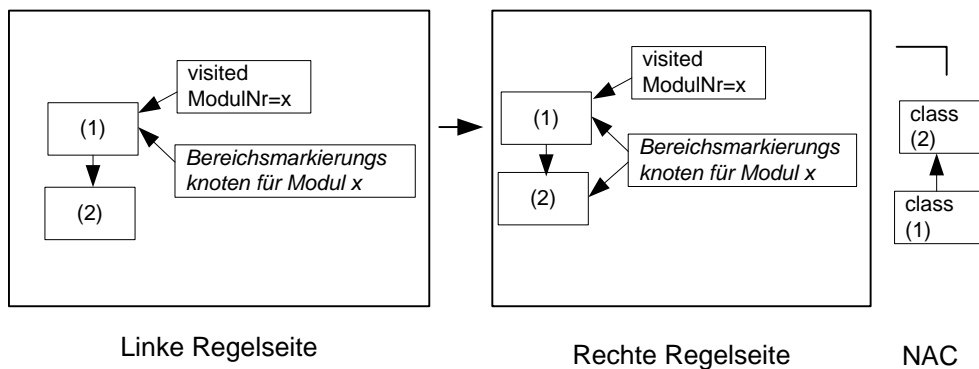 visited
ModulNr=x
(1)
Bereichsmarkierungs
knoten für Modul x
(2)
visited
ModulNr=x
(1)
Bereichsmarkierungs
knoten für Modul x
(2)
class
(2)
class
(1)
Linke Regelseite
Rechte Regelseite
NAC